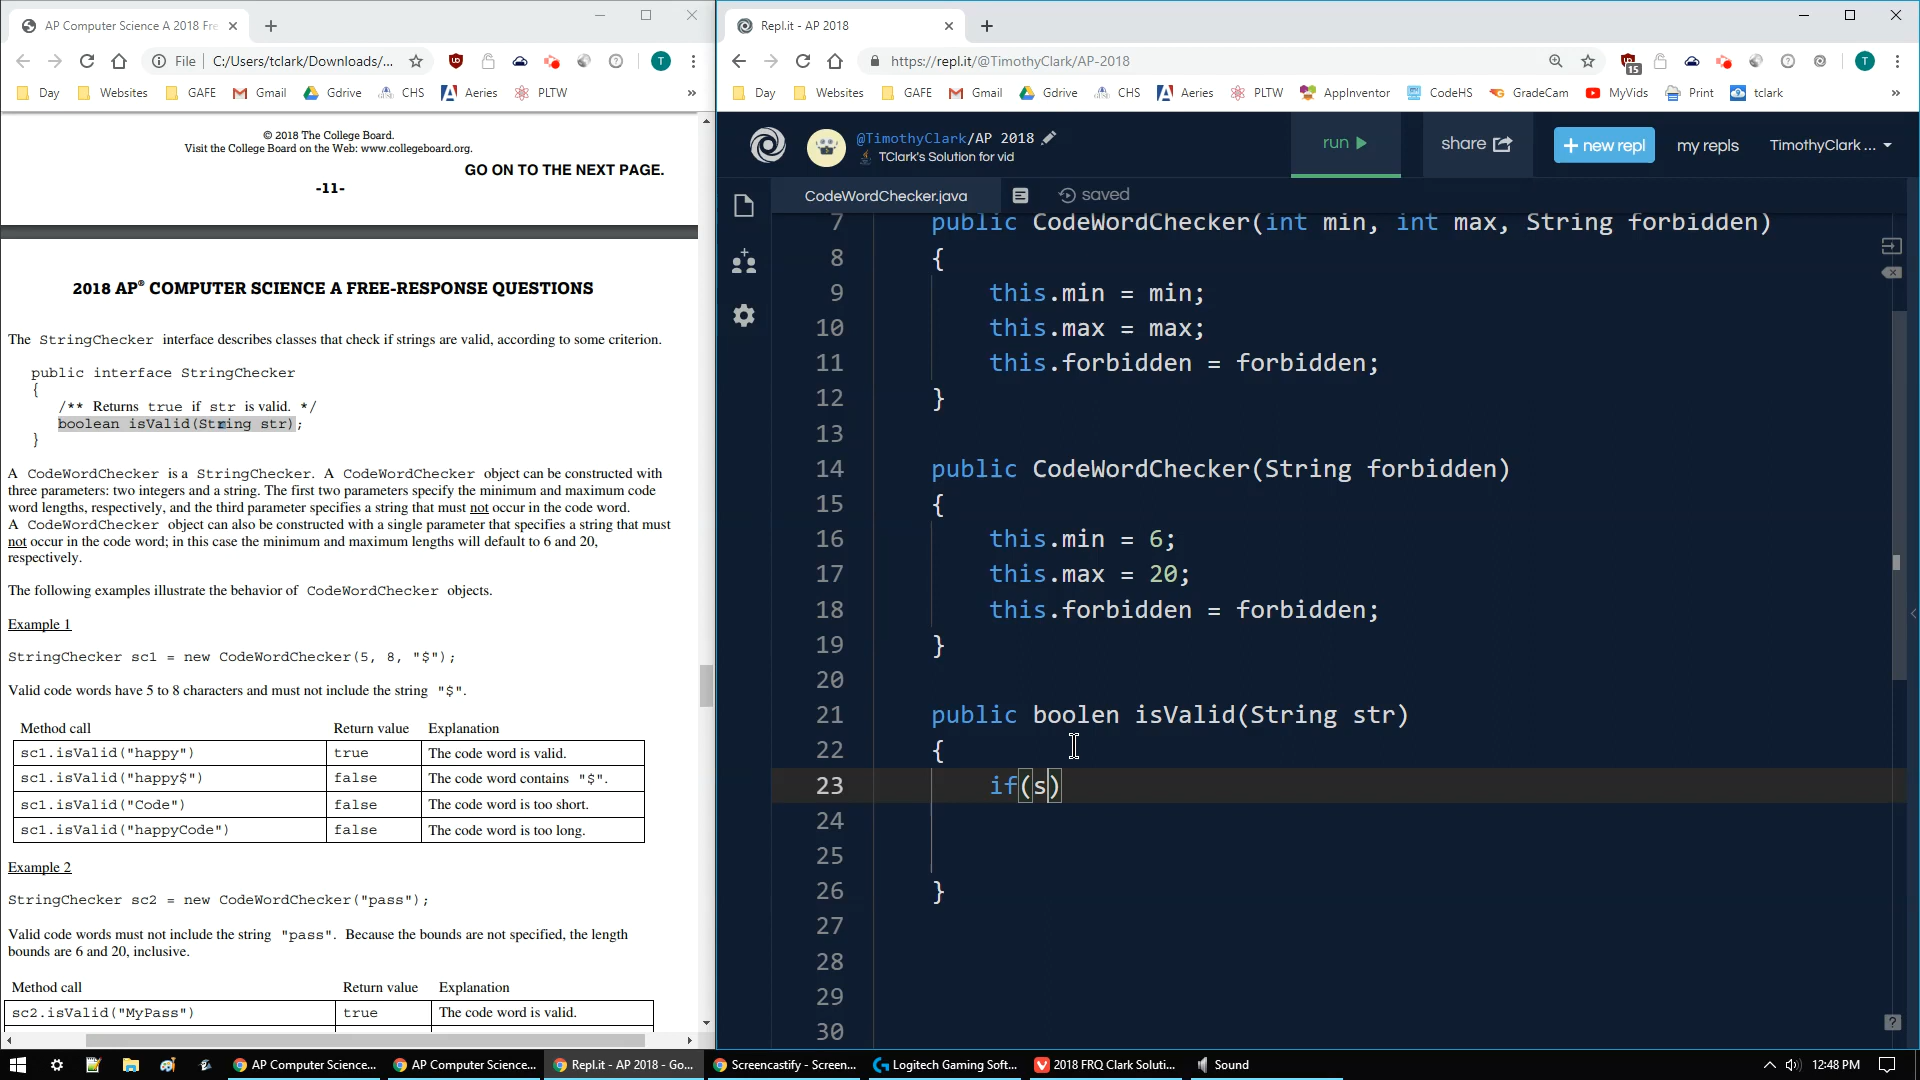 AP Computer Science A 2018 Fre
Repl.it - AP 2018
File C:/Users/tclark/Downloads/...
T
https://repl.it/@TimothyClark/AP-2018
15
T
Day Websites GAFE Gmail Gdrive CHS Aeries PLTW »
Day Websites GAFE Gmail Gdrive CHS Aeries PLTW AppInventor CodeHS GradeCam MyVids Print tclark »
© 2018 The College Board.
Visit the College Board on the Web: www.collegeboard.org.
GO ON TO THE NEXT PAGE.
-11-
2018 AP® COMPUTER SCIENCE A FREE-RESPONSE QUESTIONS
The StringChecker interface describes classes that check if strings are valid, according to some criterion.
public interface StringChecker
{
/** Returns true if str is valid. */
boolean isValid(String str);
}
A CodeWordChecker is a StringChecker. A CodeWordChecker object can be constructed with
three parameters: two integers and a string. The first two parameters specify the minimum and maximum code
word lengths, respectively, and the third parameter specifies a string that must not occur in the code word.
A CodeWordChecker object can also be constructed with a single parameter that specifies a string that must
not occur in the code word; in this case the minimum and maximum lengths will default to 6 and 20,
respectively.
The following examples illustrate the behavior of CodeWordChecker objects.
Example 1
StringChecker sc1 = new CodeWordChecker(5, 8, "$");
Valid code words have 5 to 8 characters and must not include the string "$".
Method call Return value Explanation
sc1.isValid("happy") true The code word is valid.
sc1.isValid("happy$") false The code word contains "$".
sc1.isValid("Code") false The code word is too short.
sc1.isValid("happyCode") false The code word is too long.
Example 2
StringChecker sc2 = new CodeWordChecker("pass");
Valid code words must not include the string "pass". Because the bounds are not specified, the length
bounds are 6 and 20, inclusive.
Method call Return value Explanation
sc2.isValid("MyPass") true The code word is valid.
@TimothyClark/AP 2018
TClark's Solution for vid
run
share
+ new repl
my repls
TimothyClark ...
CodeWordChecker.java
saved
7 public CodeWordChecker(int min, int max, String forbidden)
8 {
9 this.min = min;
10 this.max = max;
11 this.forbidden = forbidden;
12 }
13
14 public CodeWordChecker(String forbidden)
15 {
16 this.min = 6;
17 this.max = 20;
18 this.forbidden = forbidden;
19 }
20
21 public boolen isValid(String str)
22 {
23 if(s)
24
25
26 }
27
28
29
30
AP Computer Science... AP Computer Science... Repl.it - AP 2018 - Go... Screencastify - Screen... Logitech Gaming Soft... 2018 FRQ Clark Soluti... Sound 12:48 PM